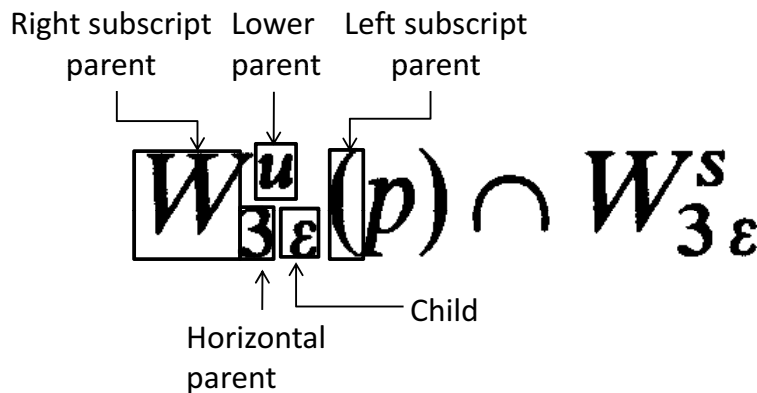 Right subscript parent
Lower parent
Left subscript parent
W^u_{3ε}(p) ∩ W^s_{3ε}
Child
Horizontal parent